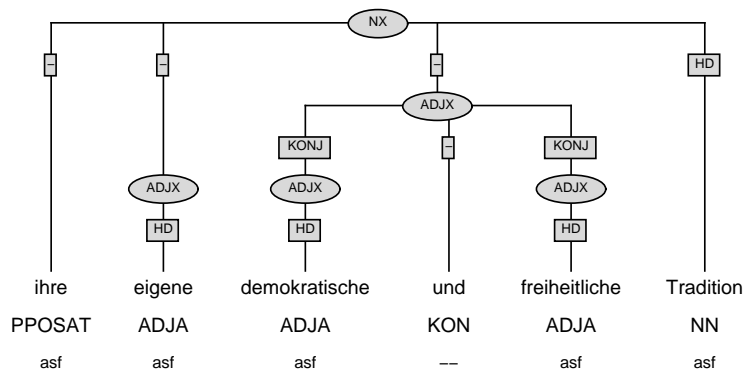 NX
– – – HD
ADJX
KONJ – KONJ
ADJX ADJX ADJX
HD HD HD
ihre eigene demokratische und freiheitliche Tradition
PPOSAT ADJA ADJA KON ADJA NN
asf asf asf −− asf asf